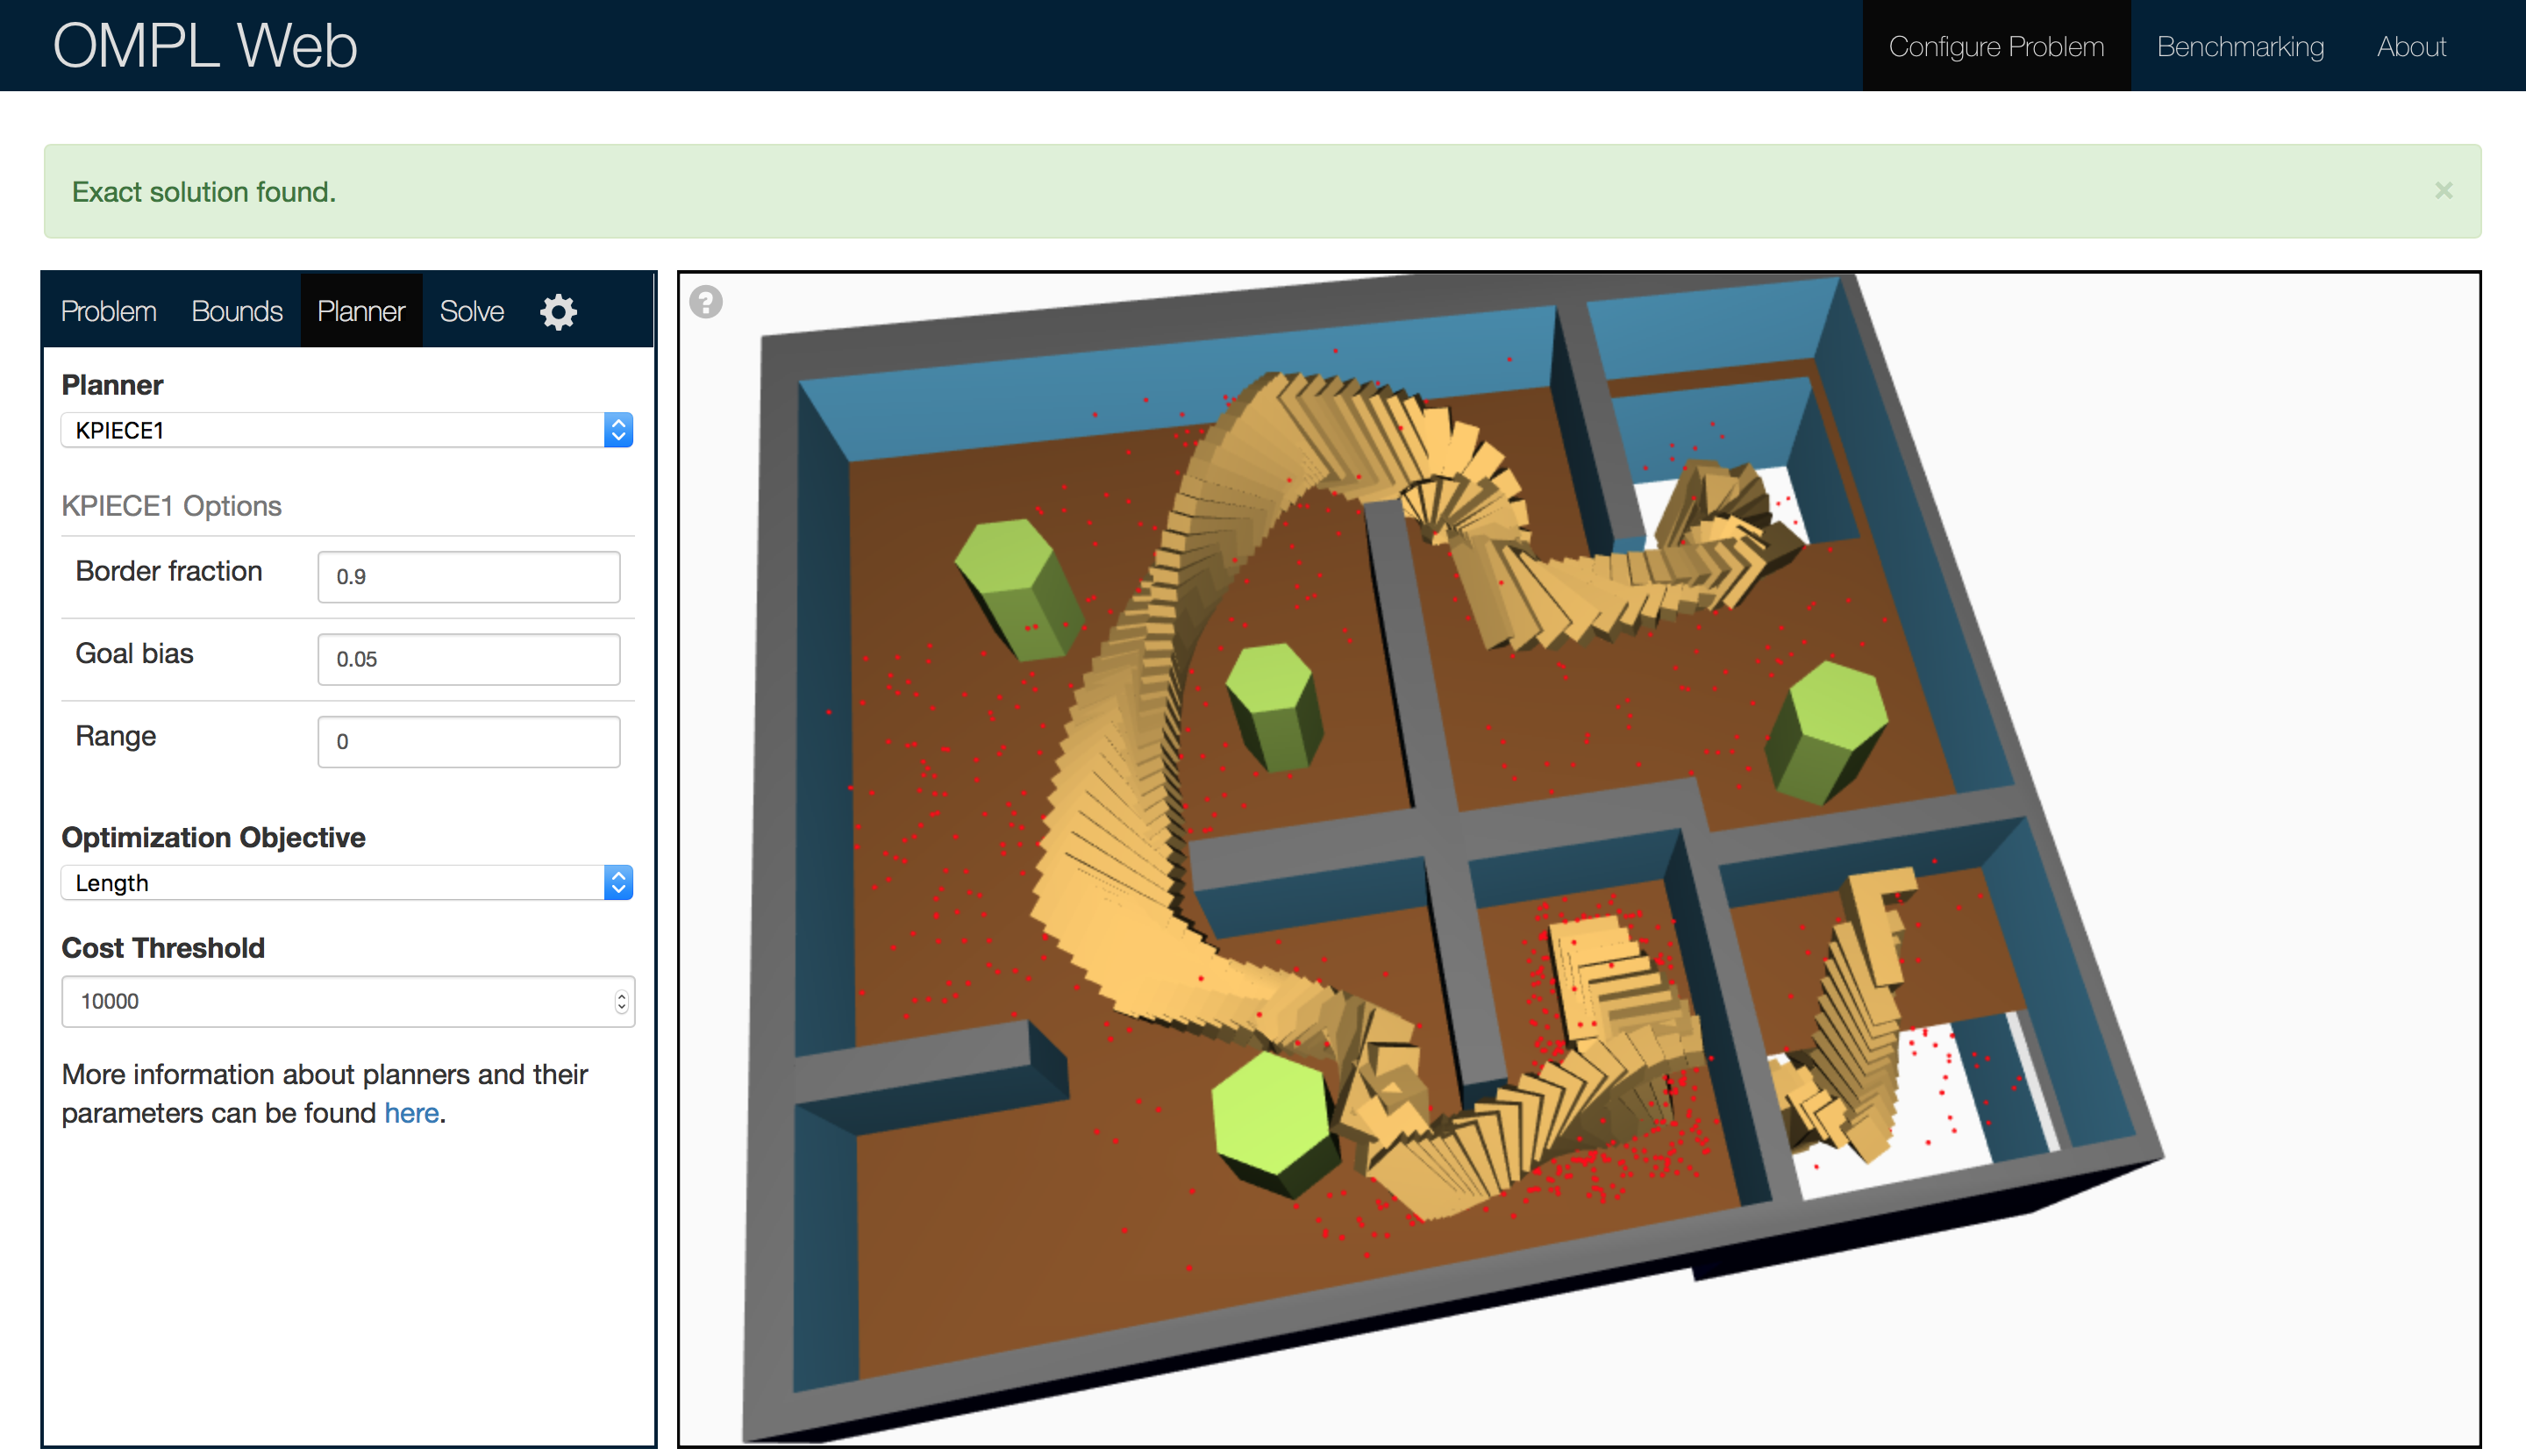 OMPL Web
Configure Problem
Benchmarking
About
Exact solution found.
×
Problem
Bounds
Planner
Solve
?
Planner
KPIECE1
KPIECE1 Options
Border fraction
0.9
Goal bias
0.05
Range
0
Optimization Objective
Length
Cost Threshold
10000
More information about planners and their
parameters can be found here.